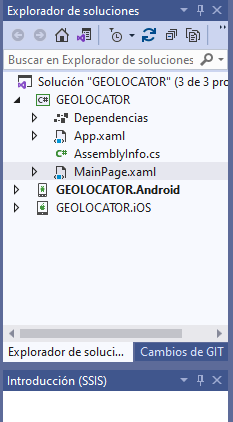 Explorador de soluciones
Buscar en Explorador de soluciones
Solución "GEOLOCATOR" (3 de 3 pro
GEOLOCATOR
Dependencias
App.xaml
AssemblyInfo.cs
MainPage.xaml
GEOLOCATOR.Android
GEOLOCATOR.iOS
Explorador de soluci... Cambios de GIT
Introducción (SSIS)